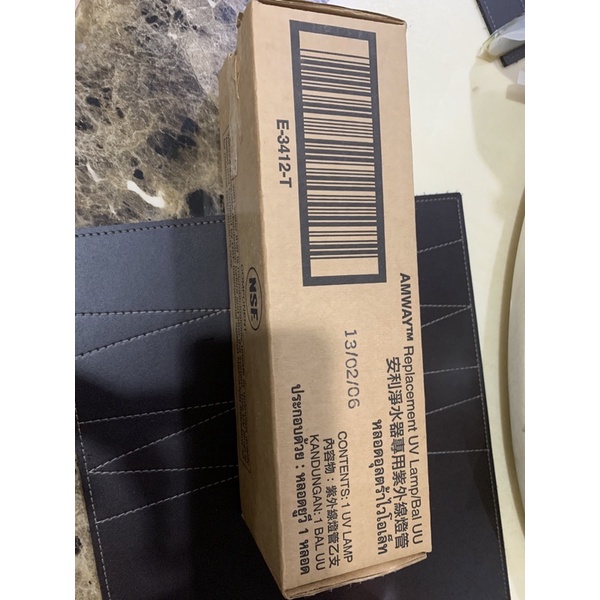 E-3412-T
AMWAY™ Replacement UV Lamp/Bal UU
安利淨水器專用紫外線燈管
หลอดอุลตร้าไวโอเล็ท
13/02/06
CONTENTS: 1 UV LAMP
內容物：紫外線燈管乙支
KANDUNGAN: 1 BAL UU
ประกอบด้วย : หลอดยูวี 1 หลอด
NSF
COMPONENT